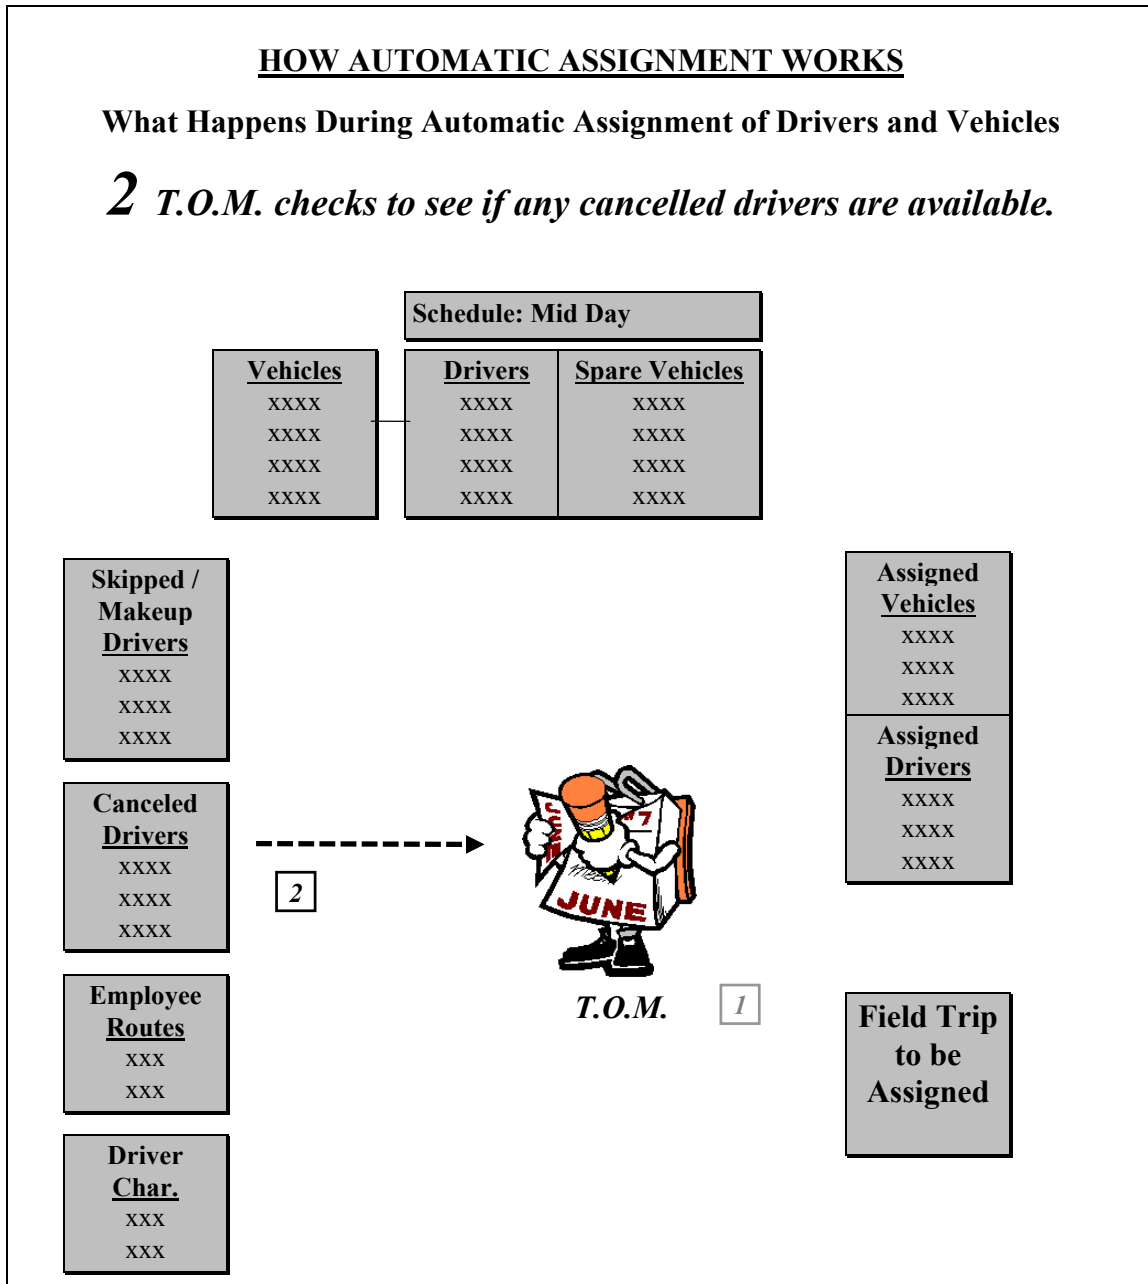 HOW AUTOMATIC ASSIGNMENT WORKS
What Happens During Automatic Assignment of Drivers and Vehicles
2 T.O.M. checks to see if any cancelled drivers are available.
Schedule: Mid Day
Vehicles
xxxx
xxxx
xxxx
xxxx
Drivers
xxxx
xxxx
xxxx
xxxx
Spare Vehicles
xxxx
xxxx
xxxx
xxxx
Skipped /
Makeup
Drivers
xxxx
xxxx
xxxx
Canceled
Drivers
xxxx
xxxx
xxxx
2
Employee
Routes
xxx
xxx
Driver
Char.
xxx
xxx
JUNE
JUNE
T.O.M.
1
Assigned
Vehicles
xxxx
xxxx
xxxx
Assigned
Drivers
xxxx
xxxx
xxxx
Field Trip
to be
Assigned